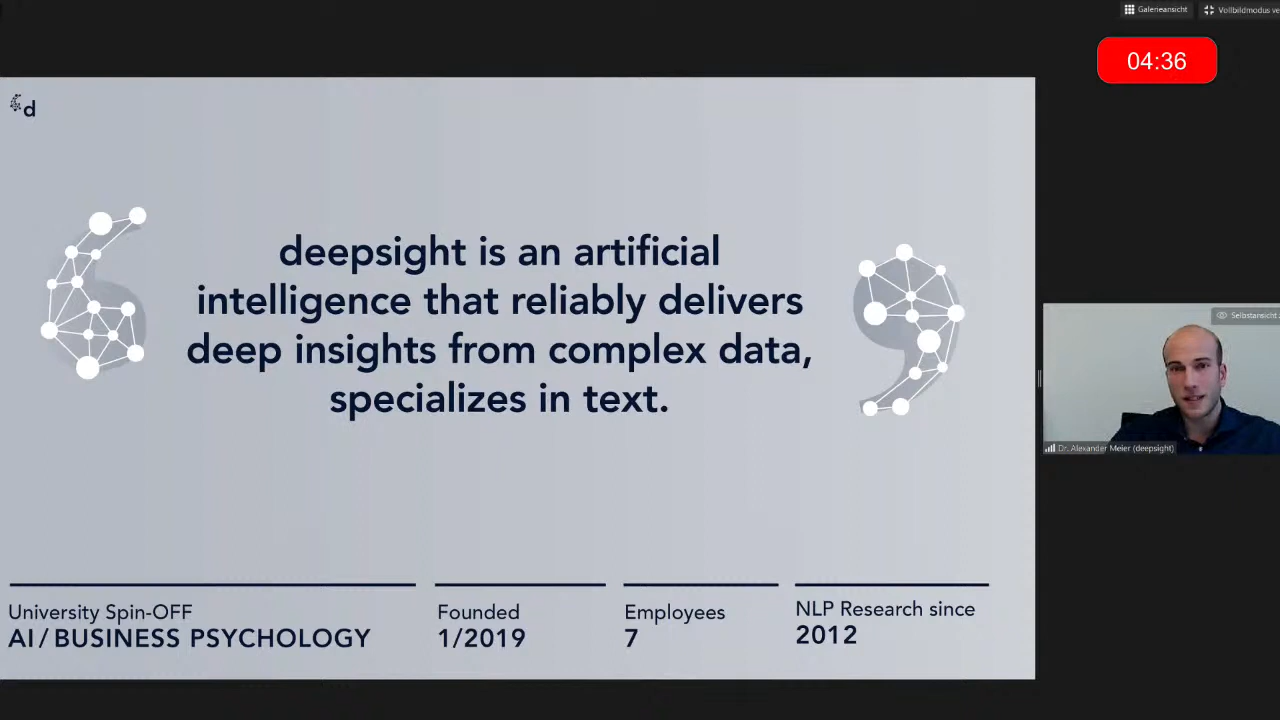 Galerieansicht
Vollbildmodus ve
04:36
d
deepsight is an artificial
intelligence that reliably delivers
deep insights from complex data,
specializes in text.
Selbstansicht
Dr. Alexander Meier (deepsight)
University Spin-OFF
AI / BUSINESS PSYCHOLOGY
Founded
1/2019
Employees
7
NLP Research since
2012